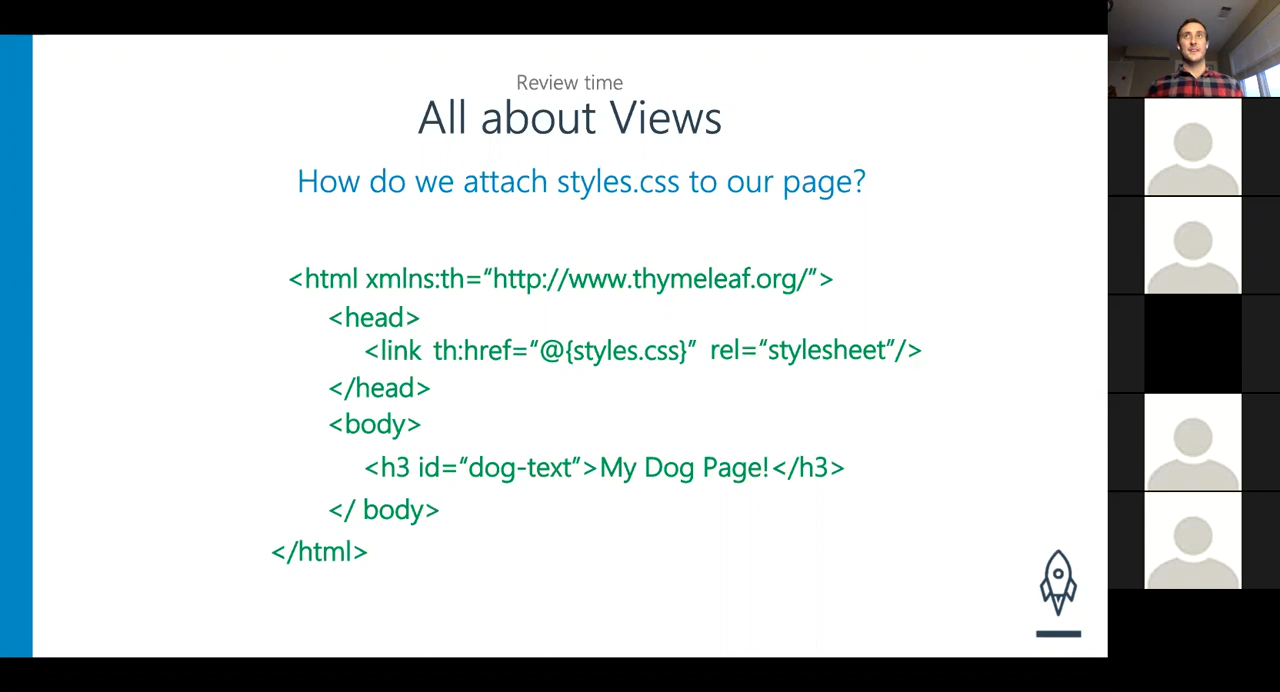 Review time
All about Views
How do we attach styles.css to our page?
<html xmlns:th=“http://www.thymeleaf.org/”>
<head>
<link th:href=“@{styles.css}” rel=“stylesheet”/>
</head>
<body>
<h3 id=“dog-text”>My Dog Page!</h3>
</ body>
</html>